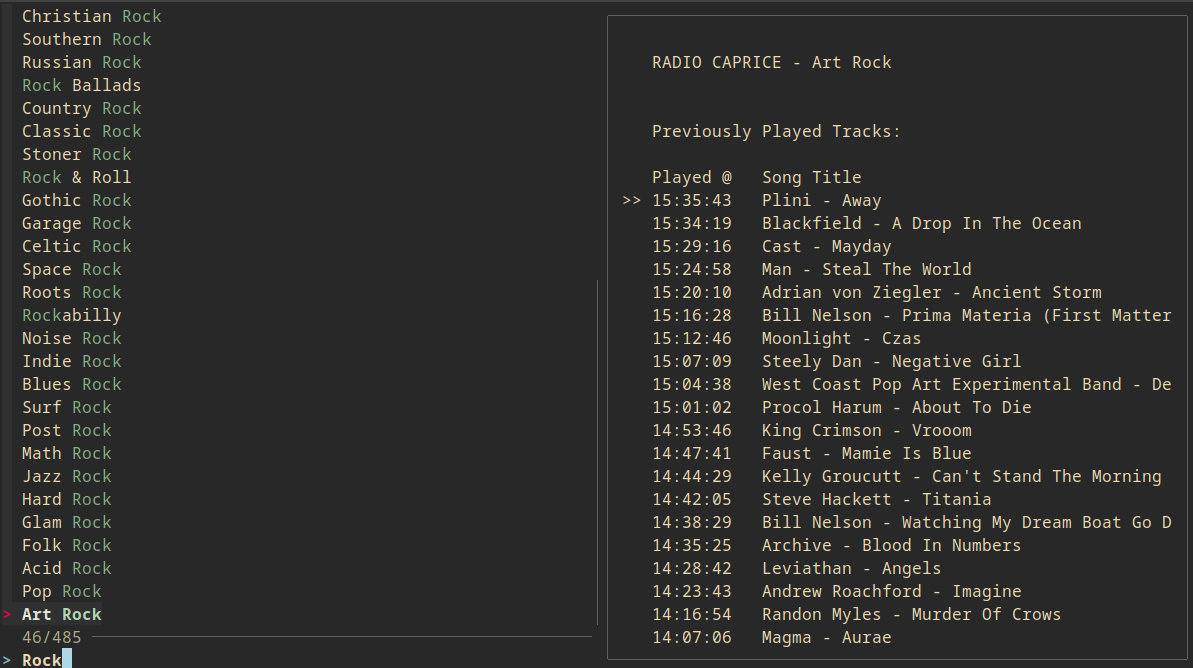 Christian Rock
Southern Rock
Russian Rock
Rock Ballads
Country Rock
Classic Rock
Stoner Rock
Rock & Roll
Gothic Rock
Garage Rock
Celtic Rock
Space Rock
Roots Rock
Rockabilly
Noise Rock
Indie Rock
Blues Rock
Surf Rock
Post Rock
Math Rock
Jazz Rock
Hard Rock
Glam Rock
Folk Rock
Acid Rock
Pop Rock
> Art Rock
46/485
> Rock
RADIO CAPRICE - Art Rock
Previously Played Tracks:
Played @ Song Title
>> 15:35:43 Plini - Away
15:34:19 Blackfield - A Drop In The Ocean
15:29:16 Cast - Mayday
15:24:58 Man - Steal The World
15:20:10 Adrian von Ziegler - Ancient Storm
15:16:28 Bill Nelson - Prima Materia (First Matter
15:12:46 Moonlight - Czas
15:07:09 Steely Dan - Negative Girl
15:04:38 West Coast Pop Art Experimental Band - De
15:01:02 Procol Harum - About To Die
14:53:46 King Crimson - Vrooom
14:47:41 Faust - Mamie Is Blue
14:44:29 Kelly Groucutt - Can't Stand The Morning
14:42:05 Steve Hackett - Titania
14:38:29 Bill Nelson - Watching My Dream Boat Go D
14:35:25 Archive - Blood In Numbers
14:28:42 Leviathan - Angels
14:23:43 Andrew Roachford - Imagine
14:16:54 Randon Myles - Murder Of Crows
14:07:06 Magma - Aurae